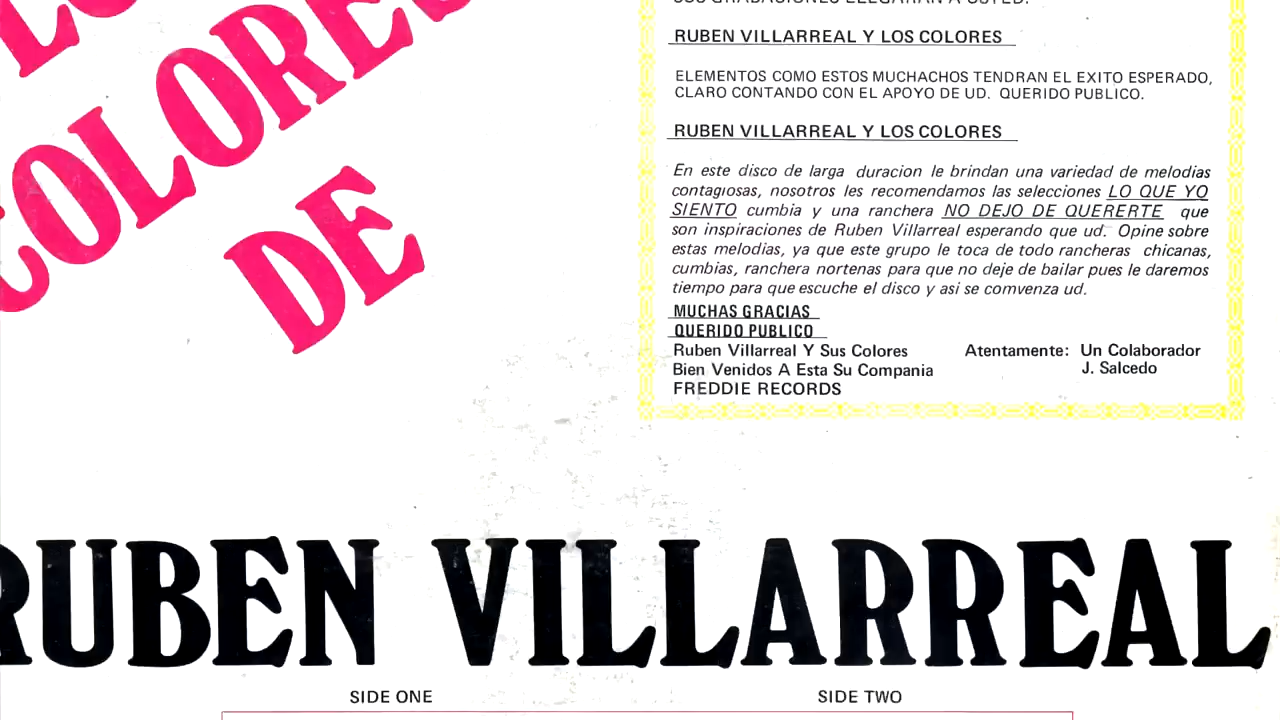 LOS
COLORES
DE
RUBEN VILLARREAL Y LOS COLORES
ELEMENTOS COMO ESTOS MUCHACHOS TENDRAN EL EXITO ESPERADO,
CLARO CONTANDO CON EL APOYO DE UD. QUERIDO PUBLICO.
RUBEN VILLARREAL Y LOS COLORES
En este disco de larga duracion le brindan una variedad de melodias
contagiosas, nosotros les recomendamos las selecciones LO QUE YO
SIENTO cumbia y una ranchera NO DEJO DE QUERERTE que
son inspiraciones de Ruben Villarreal esperando que ud. Opine sobre
estas melodias, ya que este grupo le toca de todo rancheras chicanas,
cumbias, ranchera nortenas para que no deje de bailar pues le daremos
tiempo para que escuche el disco y asi se comvenza ud.
MUCHAS GRACIAS
QUERIDO PUBLICO
Ruben Villarreal Y Sus Colores
Bien Venidos A Esta Su Compania
FREDDIE RECORDS
Atentamente: Un Colaborador
J. Salcedo
RUBEN VILLARREAL
SIDE ONE
SIDE TWO